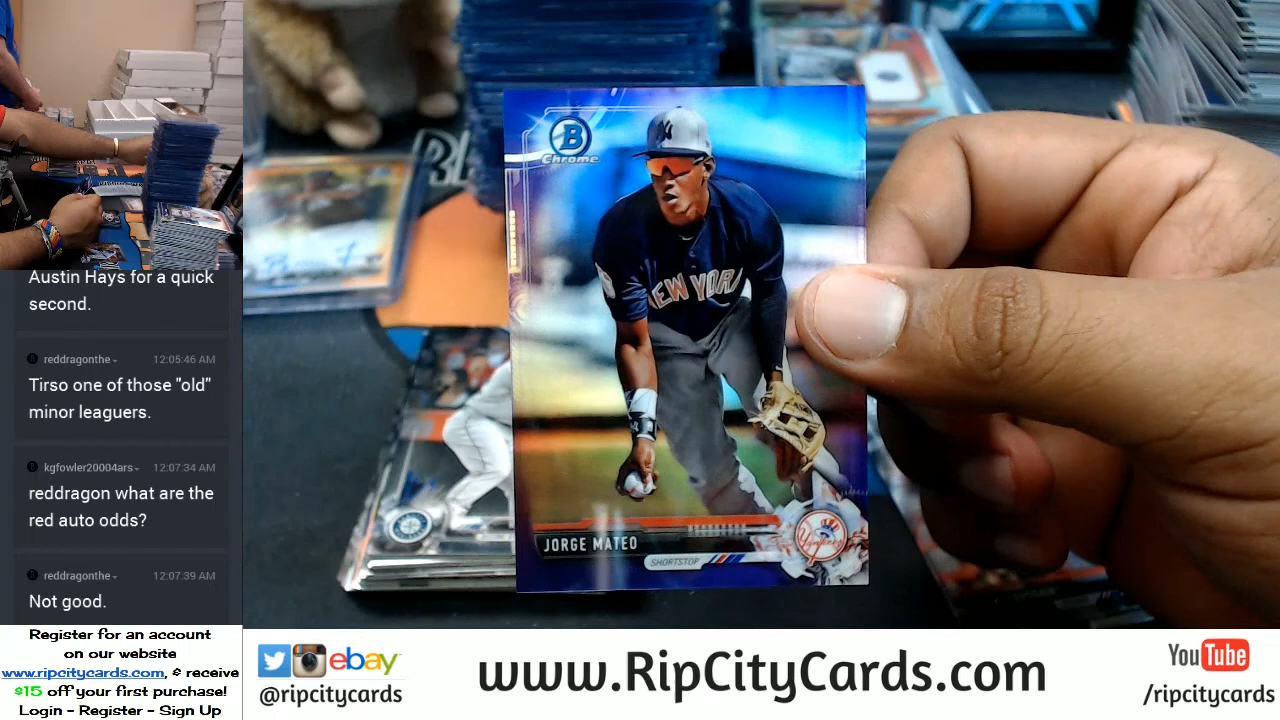 Austin Hays for a quick
second.
reddragonthe 12:05:46 AM
Tirso one of those "old"
minor leaguers.
kgfowler20004ars 12:07:34 AM
reddragon what are the
red auto odds?
reddragonthe 12:07:39 AM
Not good.
Register for an account
on our website
www.ripcitycards.com, & receive
$15 off your first purchase!
Login - Register - Sign Up
B
Chrome
NEW YORK
JORGE MATEO
SHORTSTOP
Yankees
ebay
@ripcitycards
www.RipCityCards.com
YouTube
/ripcitycards